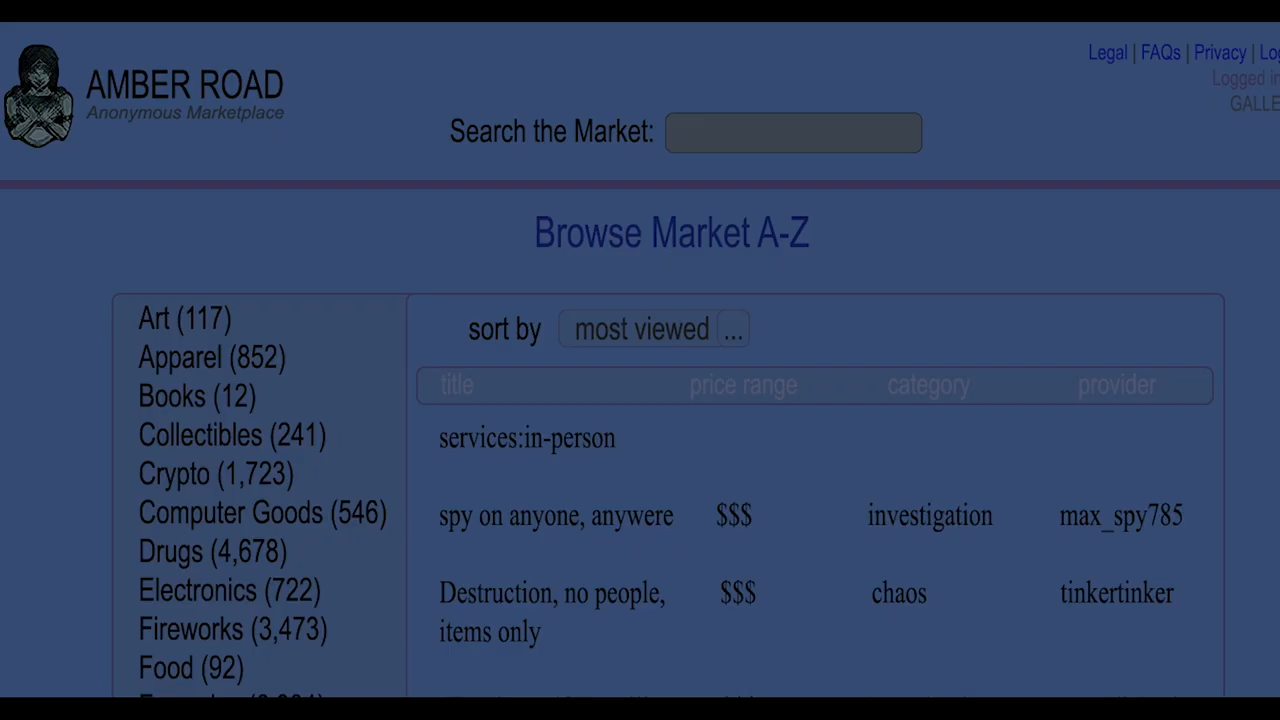 Legal | FAQs | Privacy |
Logged
AMBER ROAD
Anonymous Marketplace
Search the Market:
Browse Market A-Z
Art (117)
Apparel (852)
Books (12)
Collectibles (241)
Crypto (1,723)
Computer Goods (546)
Drugs (4,678)
Electronics (722)
Fireworks (3,473)
Food (92)
sort by most viewed ...
title price range category provider
services:in-person
spy on anyone, anywere $$$ investigation max_spy785
Destruction, no people, $$$ chaos tinkertinker
items only